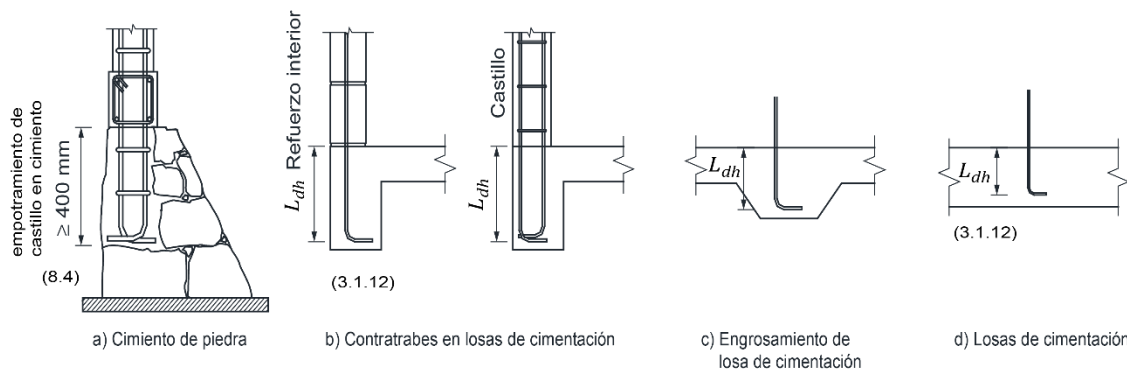 empotramiento de
castillo en cimiento
≥ 400 mm
(8.4)
a) Cimiento de piedra
Refuerzo interior
L_dh
Castillo
L_dh
(3.1.12)
b) Contratrabes en losas de cimentación
L_dh
c) Engrosamiento de
losa de cimentación
L_dh
(3.1.12)
d) Losas de cimentación